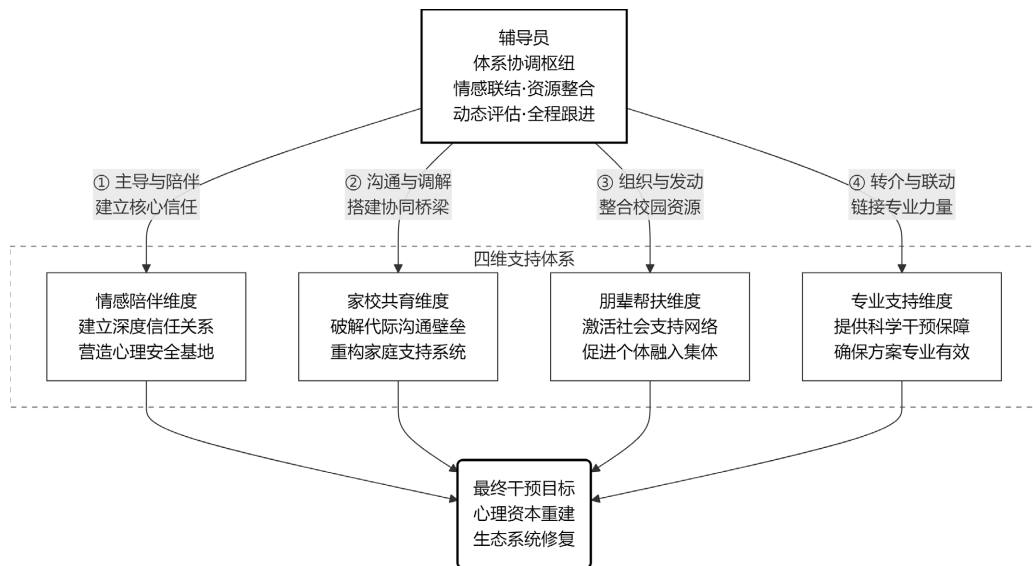 辅导员
体系协调枢纽
情感联结·资源整合
动态评估·全程跟进
① 主导与陪伴
建立核心信任
② 沟通与调解
搭建协同桥梁
③ 组织与发动
整合校园资源
④ 转介与联动
链接专业力量
四维支持体系
情感陪伴维度
建立深度信任关系
营造心理安全基地
家校共育维度
破解代际沟通壁垒
重构家庭支持系统
朋辈帮扶维度
激活社会支持网络
促进个体融入集体
专业支持维度
提供科学干预保障
确保方案专业有效
最终干预目标
心理资本重建
生态系统修复